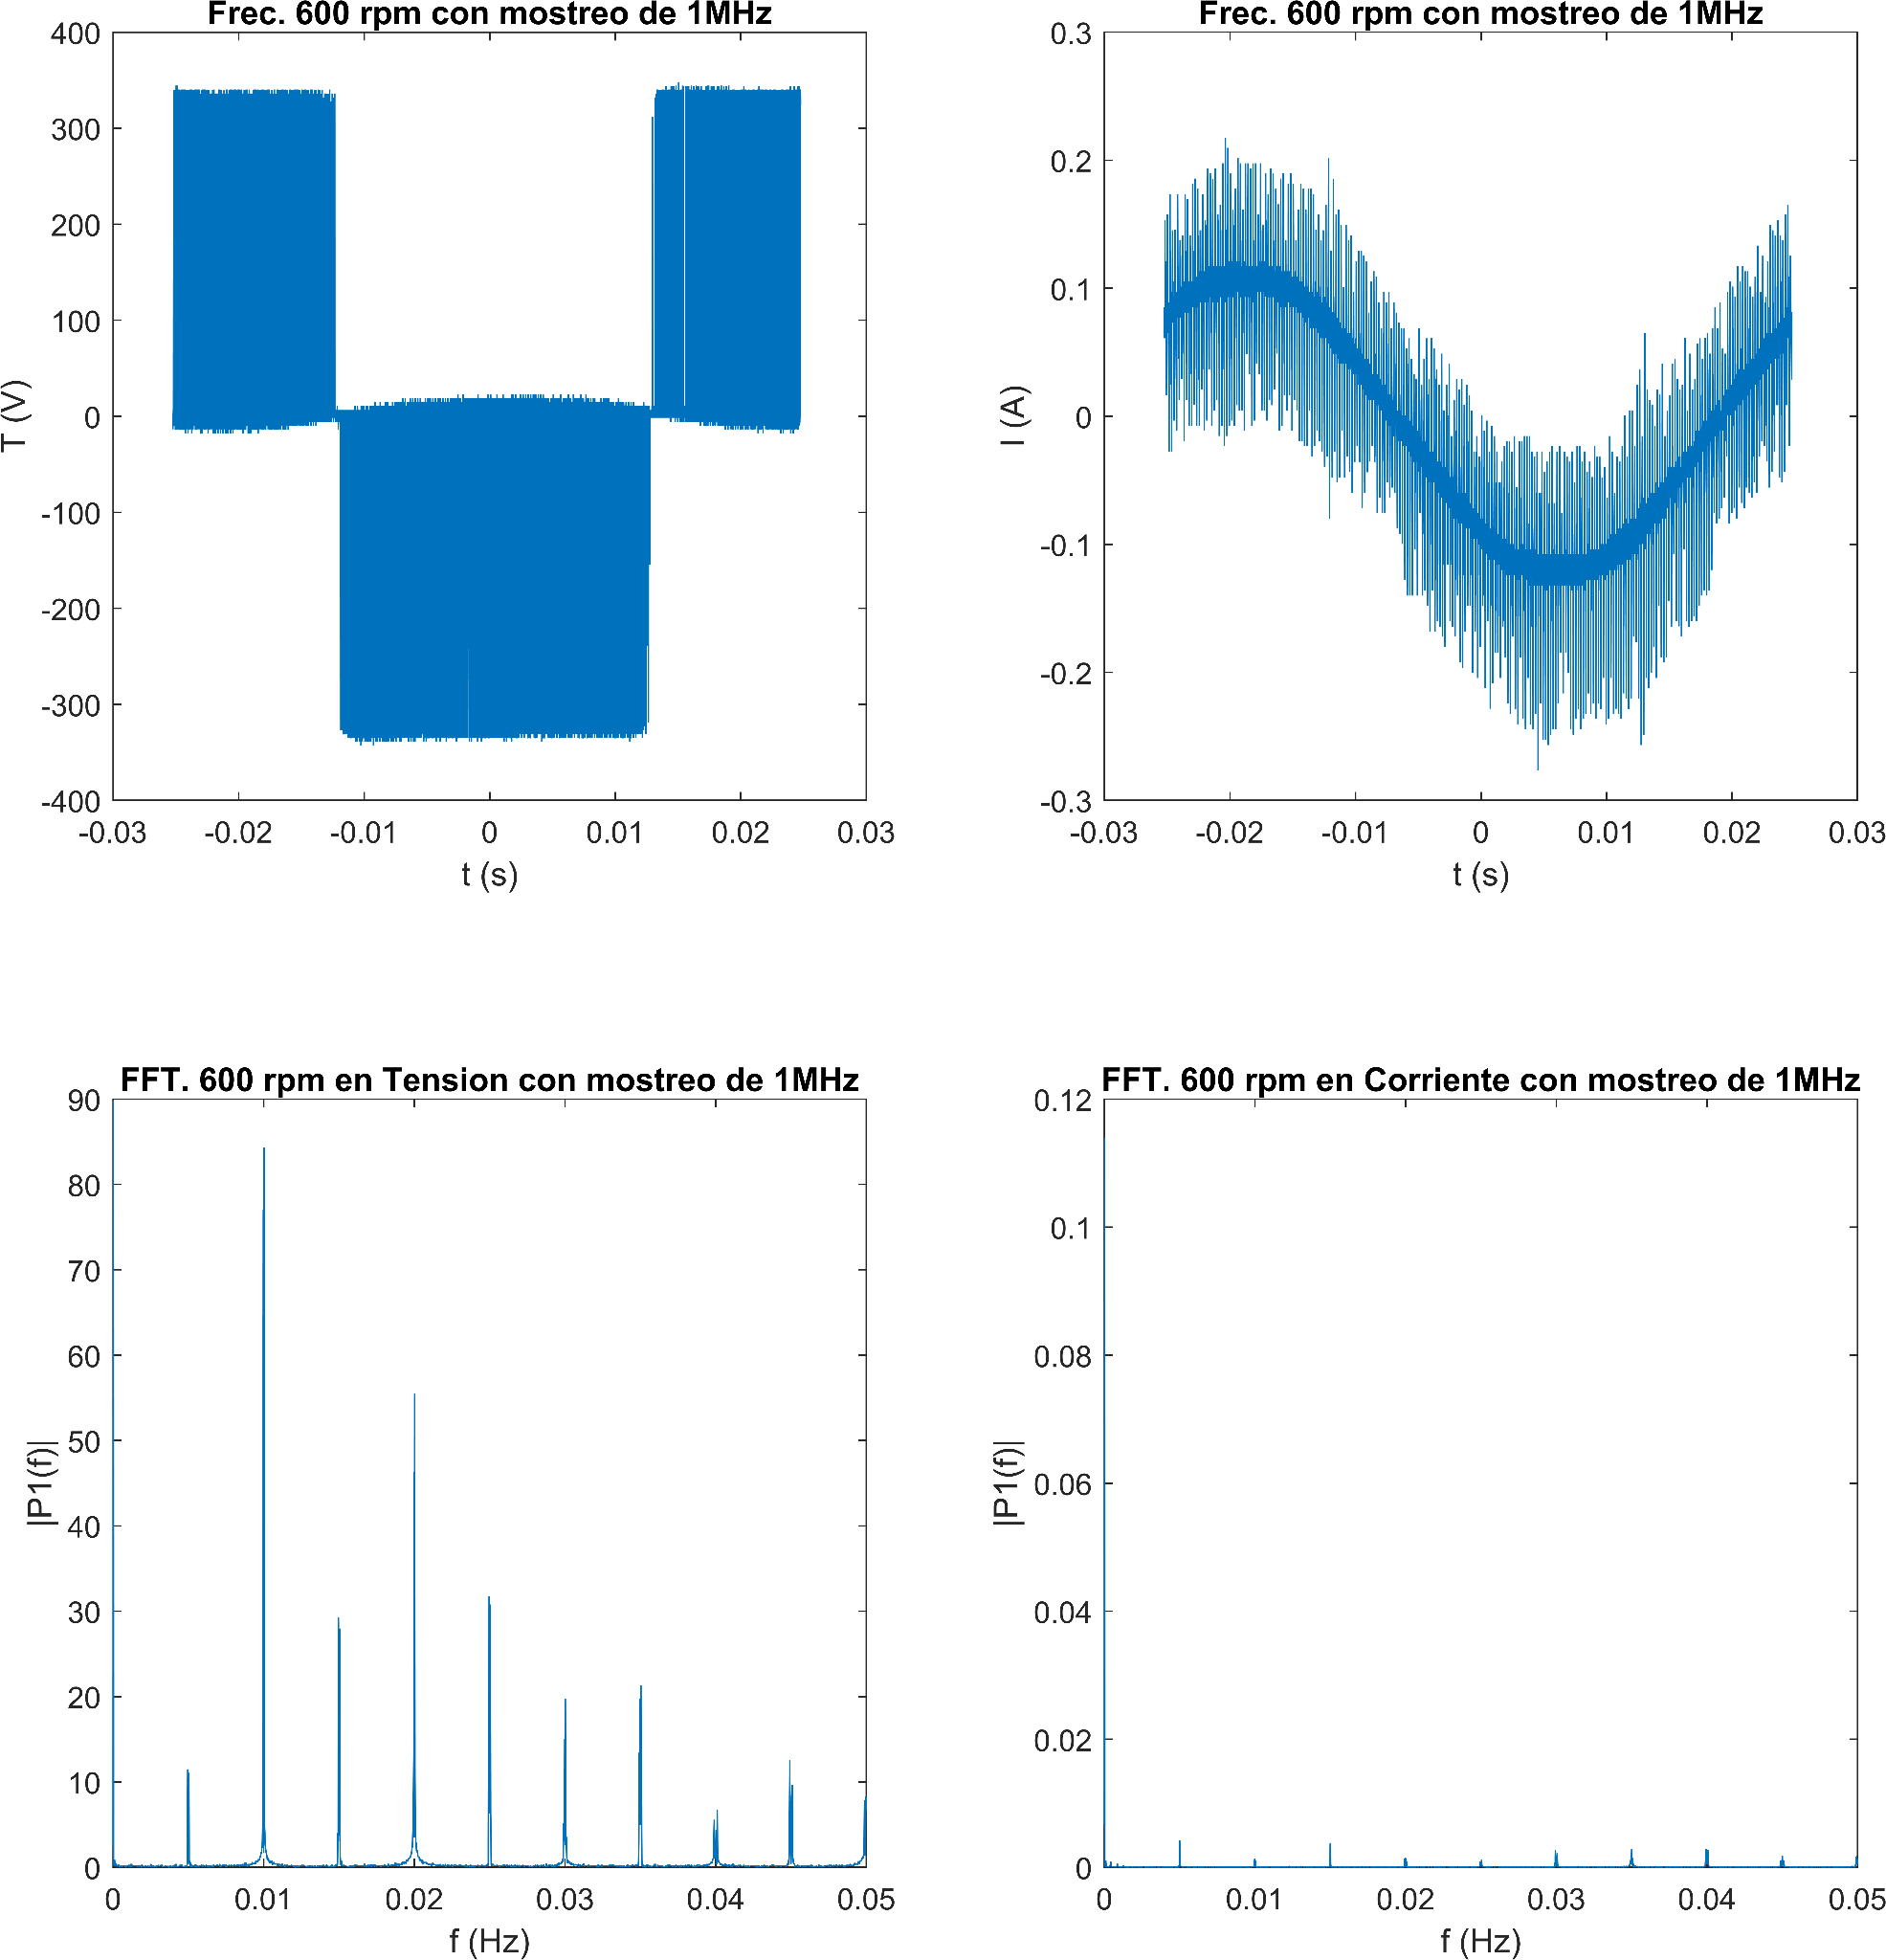 Frec. 600 rpm con mostreo de 1MHz
400
300
200
100
0
-100
-200
-300
-400
T (V)
-0.03 -0.02 -0.01 0 0.01 0.02 0.03
t (s)
Frec. 600 rpm con mostreo de 1MHz
0.3
0.2
0.1
0
-0.1
-0.2
-0.3
I (A)
-0.03 -0.02 -0.01 0 0.01 0.02 0.03
t (s)
FFT. 600 rpm en Tension con mostreo de 1MHz
90
80
70
60
50
40
30
20
10
0
|P1(f)|
0 0.01 0.02 0.03 0.04 0.05
f (Hz)
FFT. 600 rpm en Corriente con mostreo de 1MHz
0.12
0.1
0.08
0.06
0.04
0.02
0
|P1(f)|
0 0.01 0.02 0.03 0.04 0.05
f (Hz)